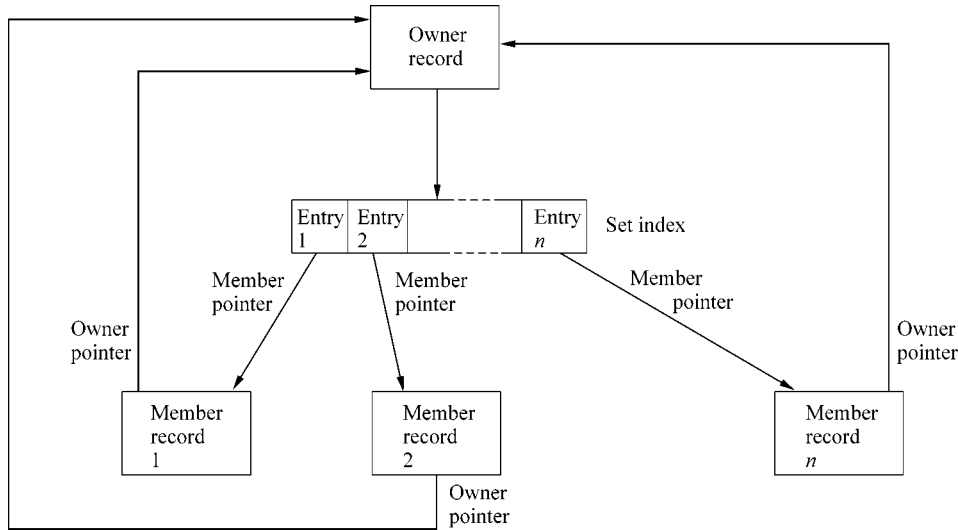 Owner
record
Entry
1
Entry
2
Entry
n
Set index
Member
pointer
Member
pointer
Member
pointer
Owner
pointer
Owner
pointer
Member
record
1
Member
record
2
Member
record
n
Owner
pointer